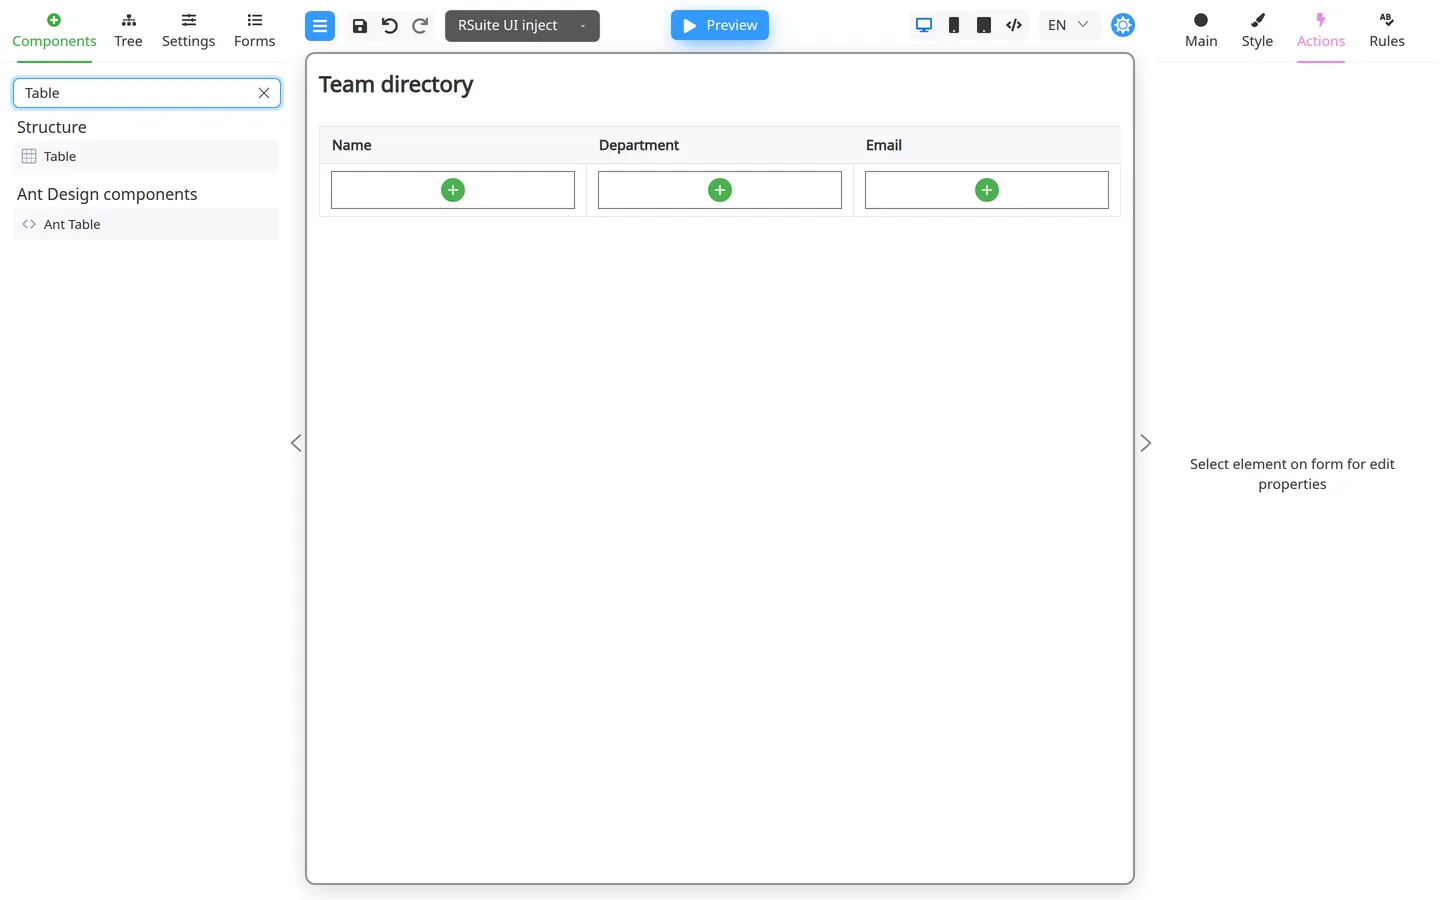 Components
Tree
Settings
Forms
RSuite UI inject
Preview
EN
Main
Style
Actions
AB
Rules
Table
Structure
Table
Ant Design components
Ant Table
Team directory
Name
Department
Email
Select element on form for edit
properties